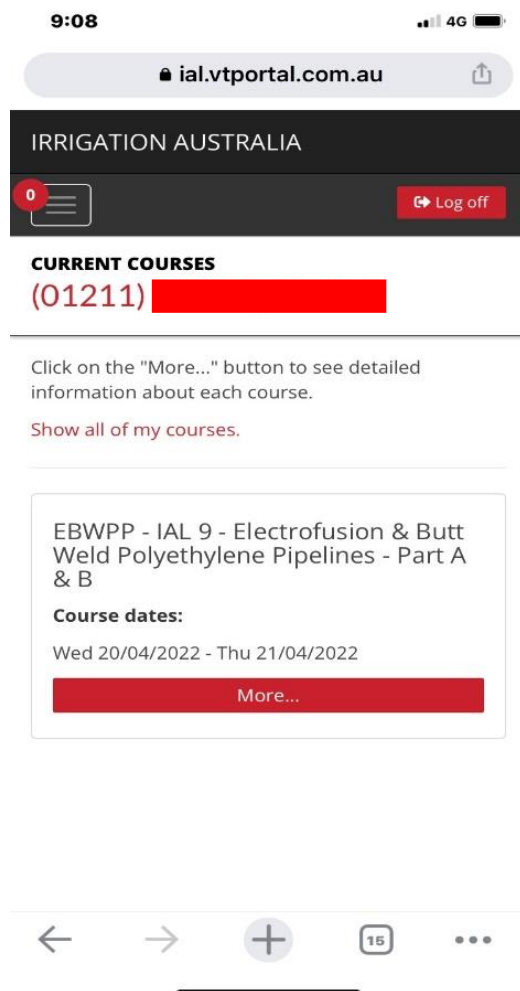 9:08
4G
ial.vtportal.com.au
IRRIGATION AUSTRALIA
0
Log off
CURRENT COURSES
(01211)
Click on the "More..." button to see detailed
information about each course.
Show all of my courses.
EBWPP - IAL 9 - Electrofusion & Butt
Weld Polyethylene Pipelines - Part A
& B
Course dates:
Wed 20/04/2022 - Thu 21/04/2022
More...
15